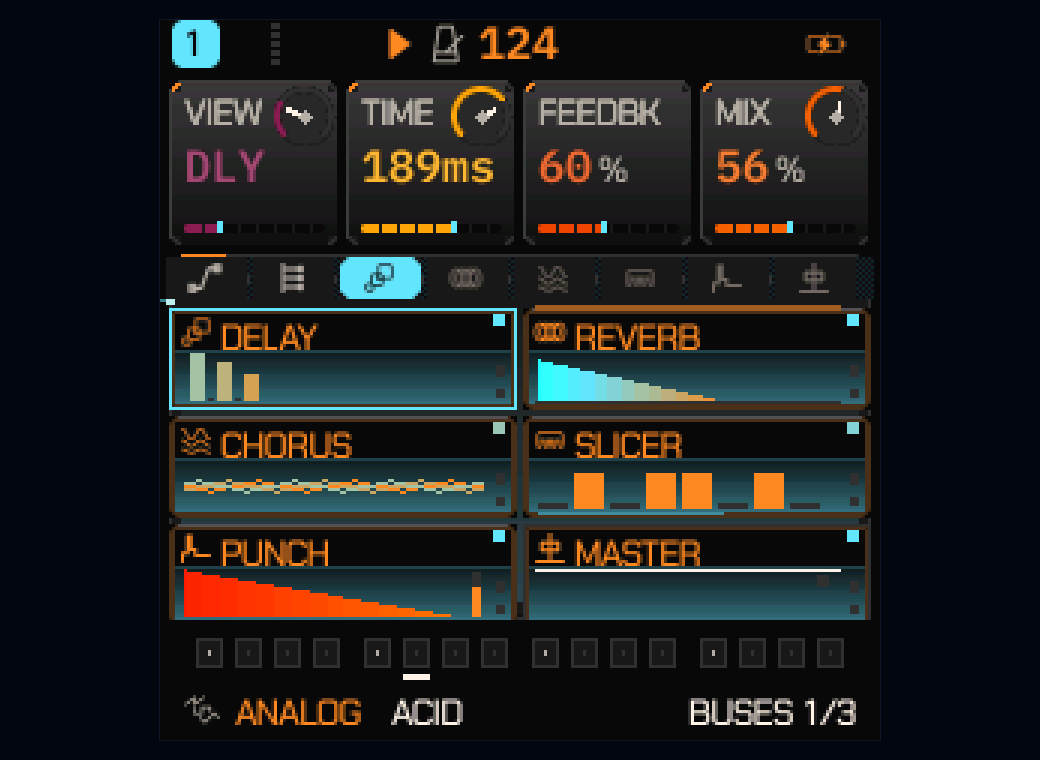 1 124
VIEW TIME FEEDBK MIX
DLY 189ms 60 % 56 %
DELAY REVERB
CHORUS SLICER
PUNCH MASTER
ANALOG ACID BUSES 1/3